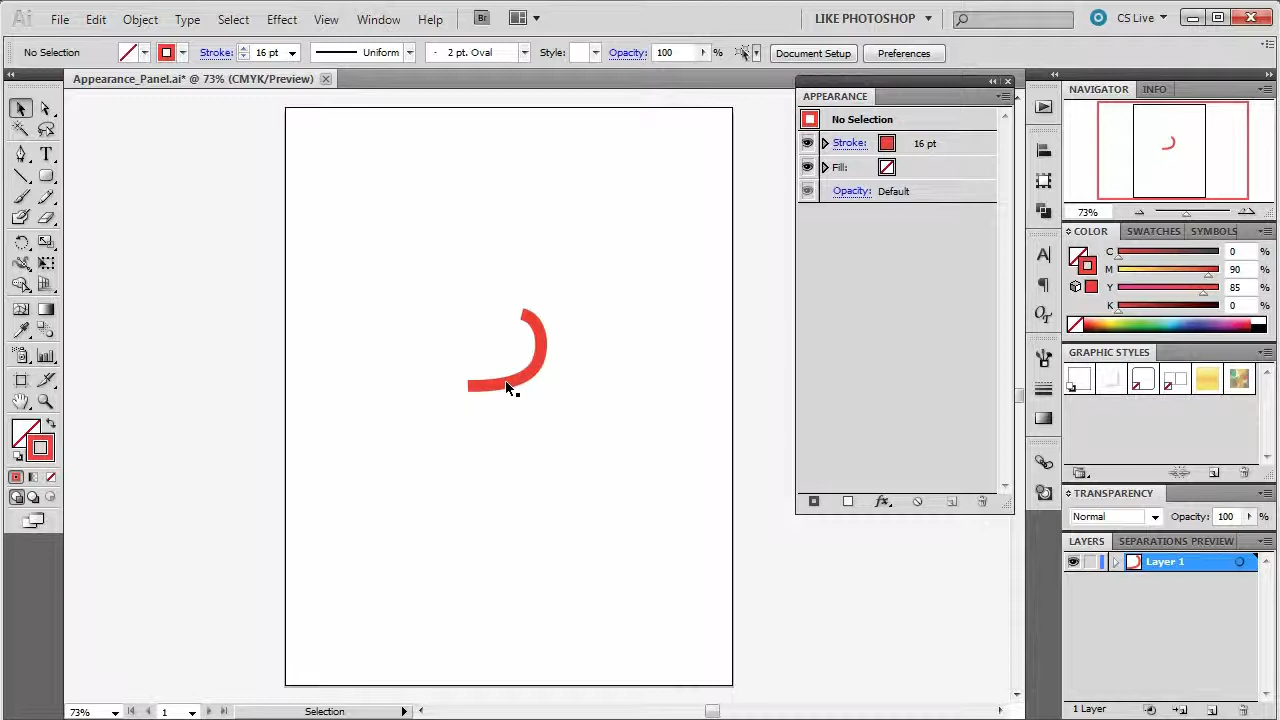 Ai File Edit Object Type Select Effect View Window Help Br LIKE PHOTOSHOP CS Live
No Selection Stroke: 16 pt Uniform 2 pt. Oval Style: Opacity: 100 % Document Setup Preferences
Appearance_Panel.ai* @ 73% (CMYK/Preview)
APPEARANCE
No Selection
Stroke: 16 pt
Fill:
Opacity: Default
fx
NAVIGATOR INFO
73%
COLOR SWATCHES SYMBOLS
C 0 %
M 90 %
Y 85 %
K 0 %
GRAPHIC STYLES
TRANSPARENCY
Normal Opacity: 100 %
LAYERS SEPARATIONS PREVIEW
Layer 1
1 Layer
73% 1 Selection